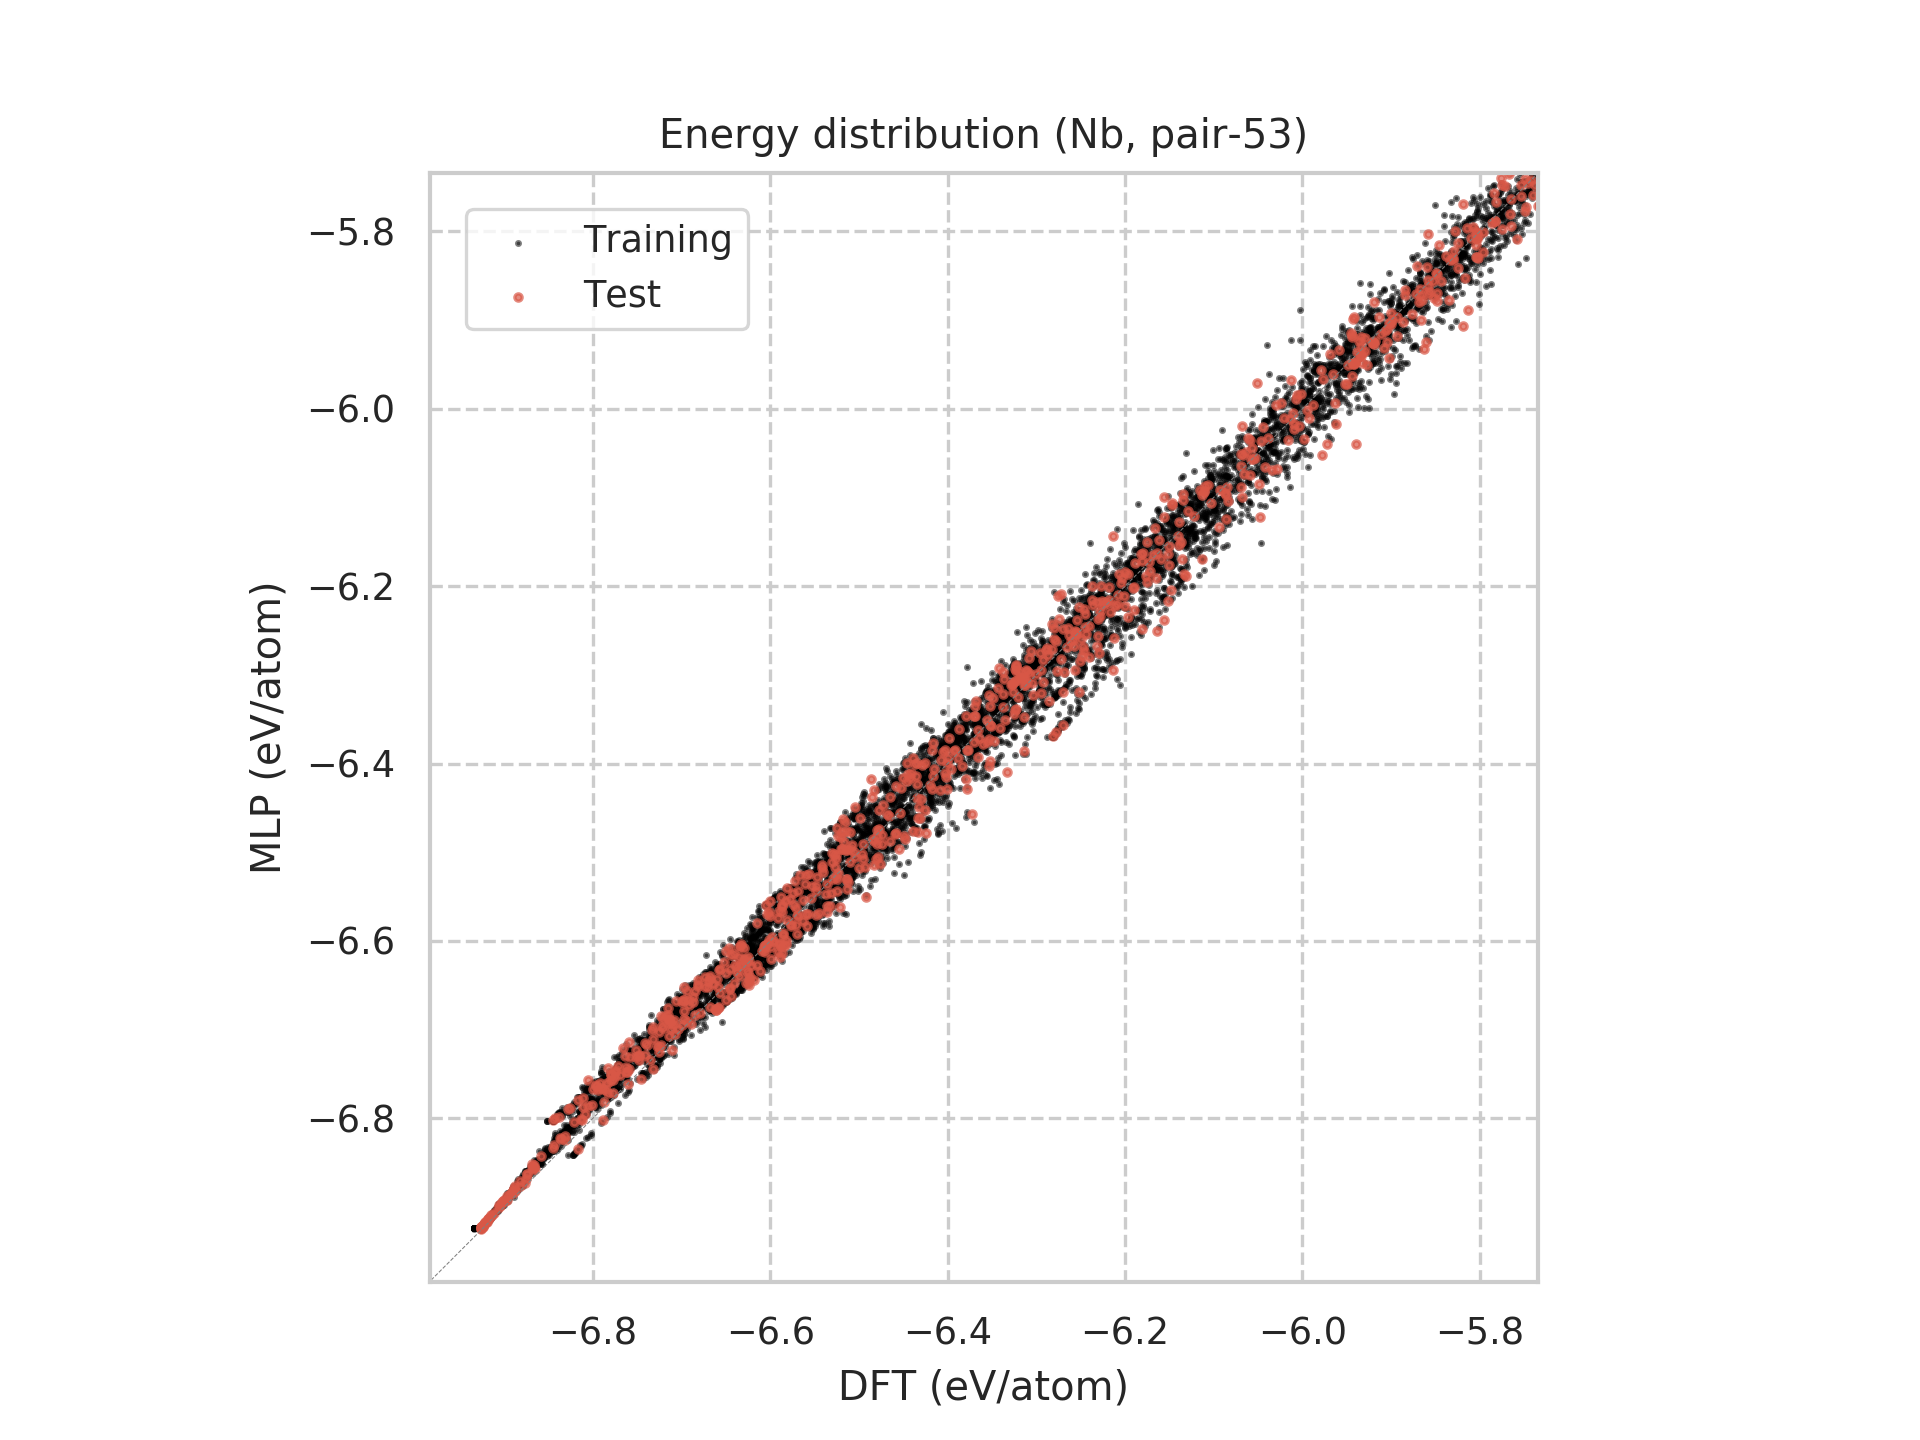 Energy distribution (Nb, pair-53)
Training
Test
−5.8
−6.0
−6.2
−6.4
−6.6
−6.8
MLP (eV/atom)
−6.8 −6.6 −6.4 −6.2 −6.0 −5.8
DFT (eV/atom)